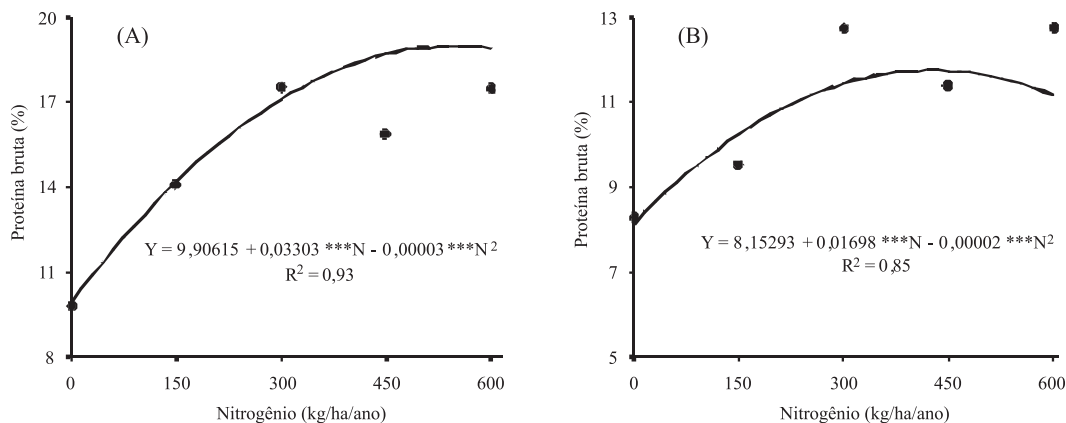 (A)
Proteína bruta (%)
20
17
14
11
8
Y = 9,90615 + 0,03303 ***N - 0,00003 ***N²
R² = 0,93
0 150 300 450 600
Nitrogênio (kg/ha/ano)
(B)
Proteína bruta (%)
13
11
9
7
5
Y = 8,15293 + 0,01698 ***N - 0,00002 ***N²
R² = 0,85
0 150 300 450 600
Nitrogênio (kg/ha/ano)